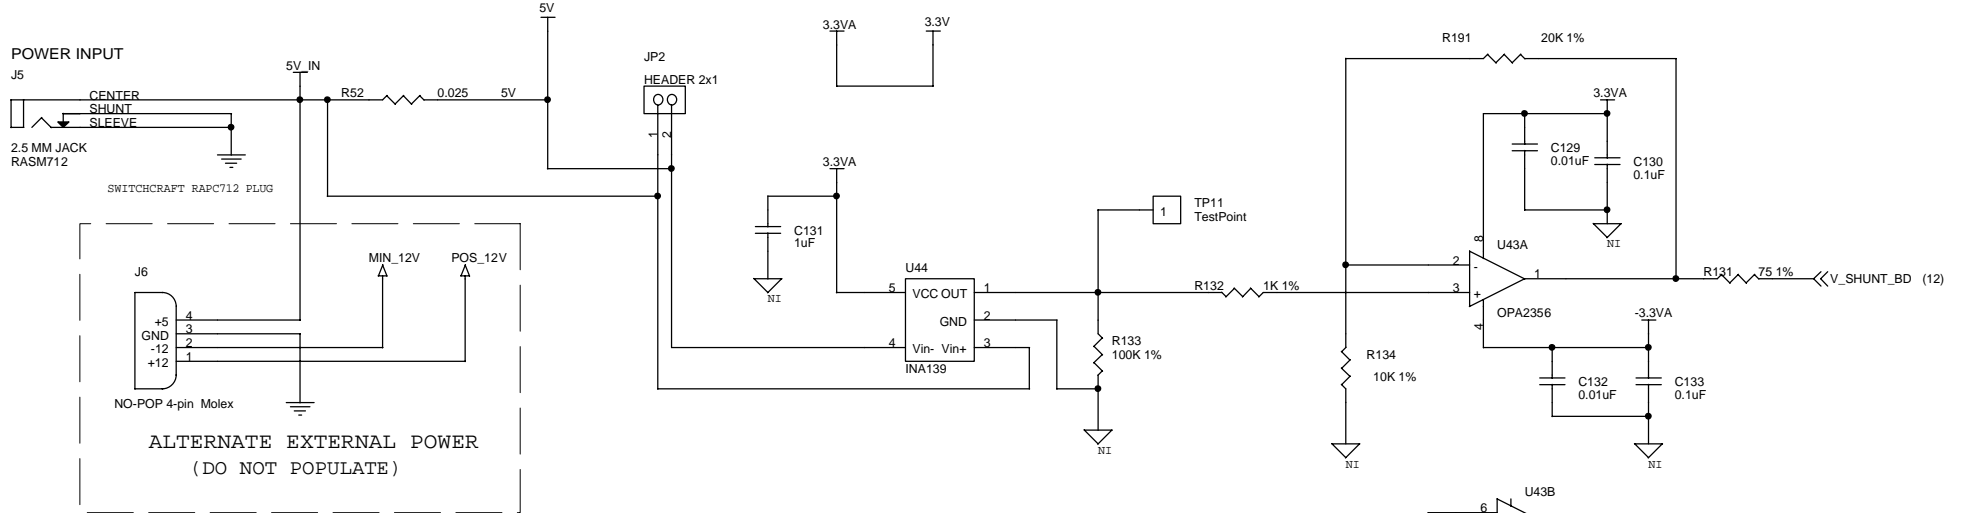 POWER INPUT
J5
CENTER
SHUNT
SLEEVE
2.5 MM JACK
RASM712
SWITCHCRAFT RAPC712 PLUG
5V_IN
R52
0.025
5V
5V
JP2
HEADER 2x1
1
2
3.3VA
3.3V
J6
+5
GND
-12
+12
4
3
2
1
MIN_12V
POS_12V
NO-POP 4-pin Molex
ALTERNATE EXTERNAL POWER
(DO NOT POPULATE)
3.3VA
C131
1uF
NI
U44
VCC OUT
GND
Vin- Vin+
INA139
5
4
1
2
3
1
TP11
TestPoint
R132
1K 1%
R133
100K 1%
NI
R191
20K 1%
3.3VA
C129
0.01uF
C130
0.1uF
NI
8
U43A
2
-
3
+
1
4
OPA2356
R131
75 1%
V_SHUNT_BD (12)
-3.3VA
R134
10K 1%
NI
C132
0.01uF
C133
0.1uF
NI
U43B
6